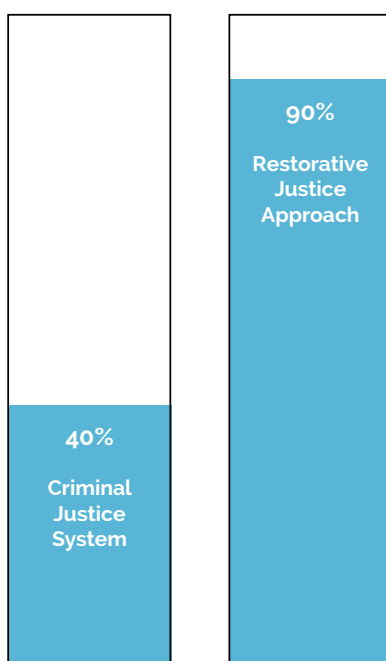 40%
Criminal
Justice
System
90%
Restorative
Justice
Approach